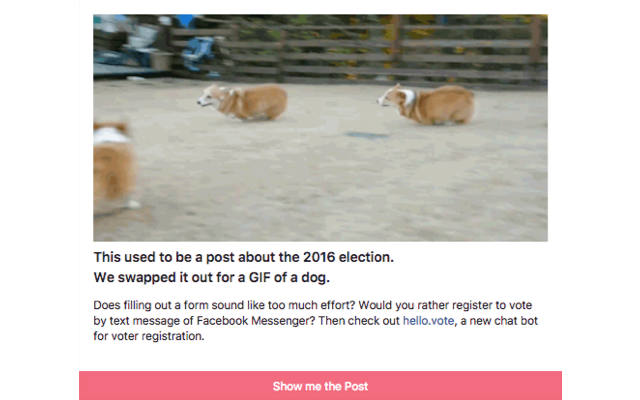 This used to be a post about the 2016 election.
We swapped it out for a GIF of a dog.
Does filling out a form sound like too much effort? Would you rather register to vote
by text message of Facebook Messenger? Then check out hello.vote, a new chat bot
for voter registration.
Show me the Post